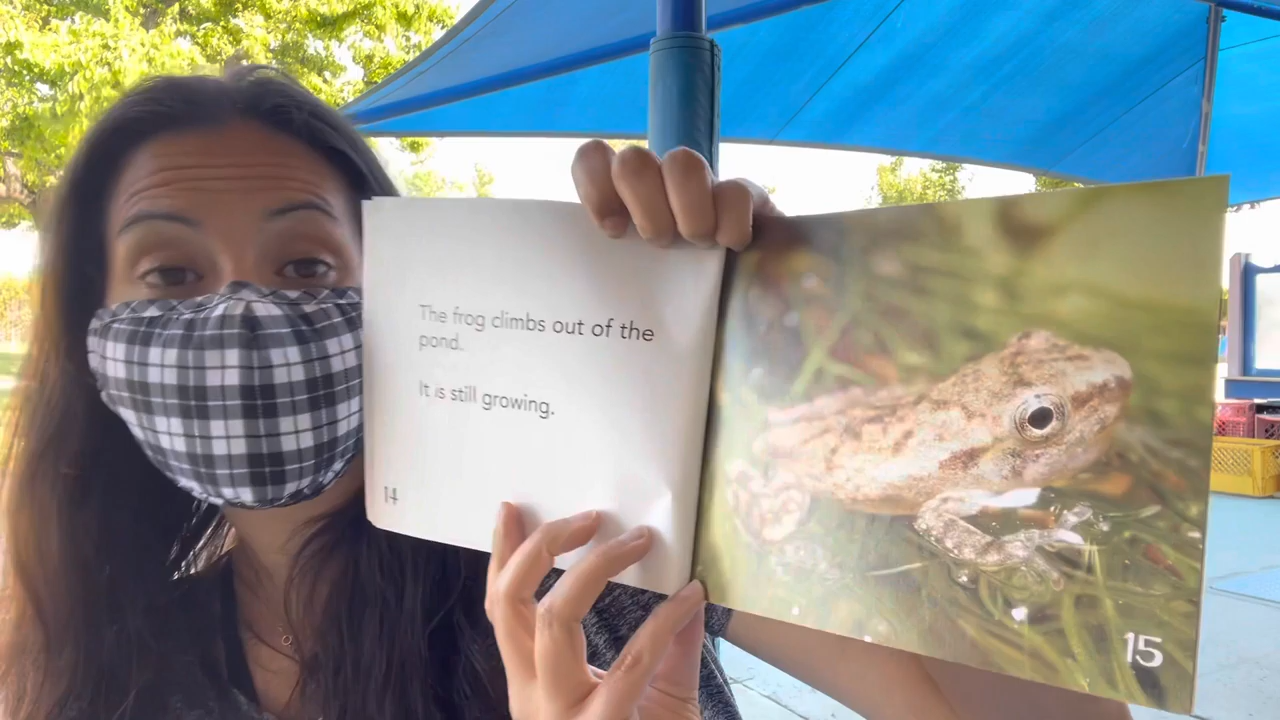 The frog climbs out of the
pond.
It is still growing.
14
15